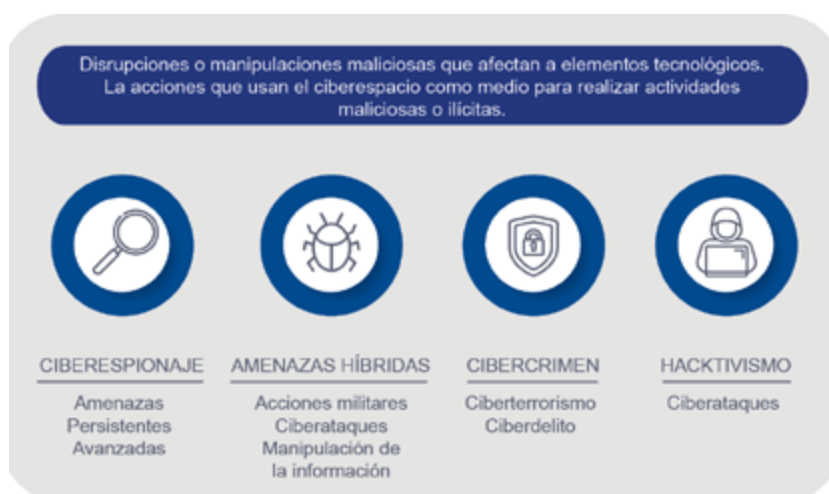 Disrupciones o manipulaciones maliciosas que afectan a elementos tecnológicos.
La acciones que usan el ciberespacio como medio para realizar actividades
maliciosas o ilícitas.
CIBERESPIONAJE
Amenazas
Persistentes
Avanzadas
AMENAZAS HÍBRIDAS
Acciones militares
Ciberataques
Manipulación de
la información
CIBERCRIMEN
Ciberterrorismo
Ciberdelito
HACKTIVISMO
Ciberataques